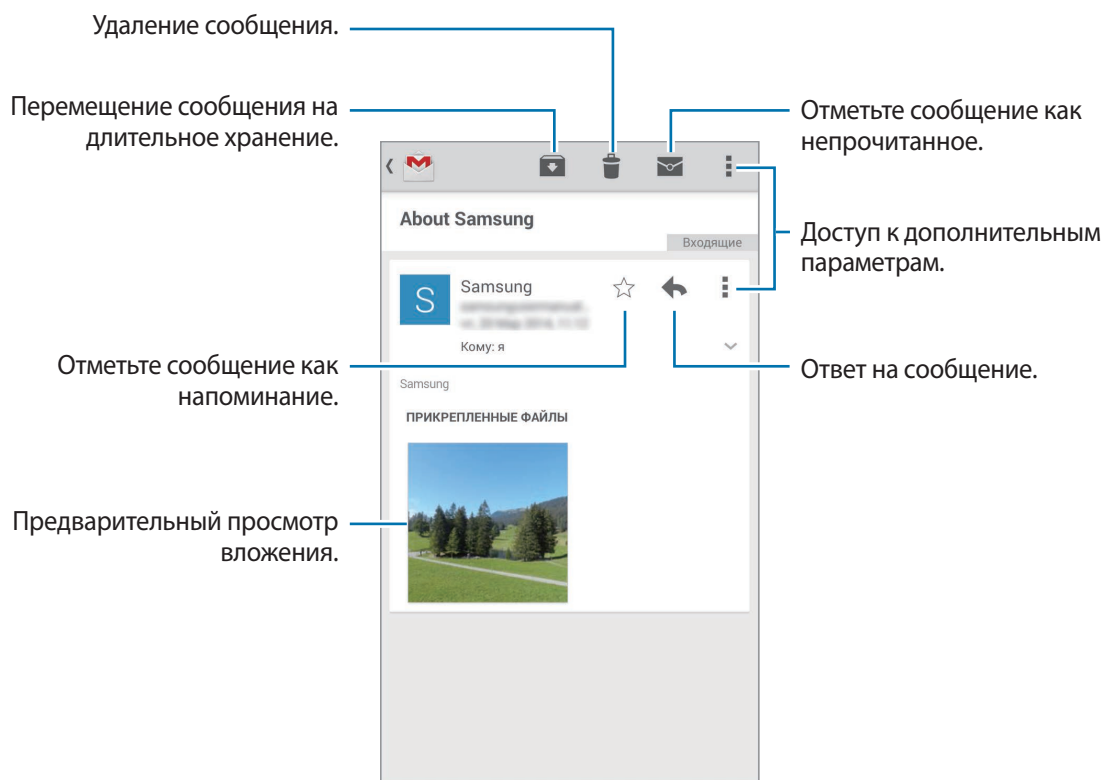 Удаление сообщения.
Перемещение сообщения на
длительное хранение.
Отметьте сообщение как
непрочитанное.
About Samsung
Входящие
Доступ к дополнительным
параметрам.
S
Samsung
Кому: я
Отметьте сообщение как
напоминание.
Ответ на сообщение.
Samsung
ПРИКРЕПЛЕННЫЕ ФАЙЛЫ
Предварительный просмотр
вложения.